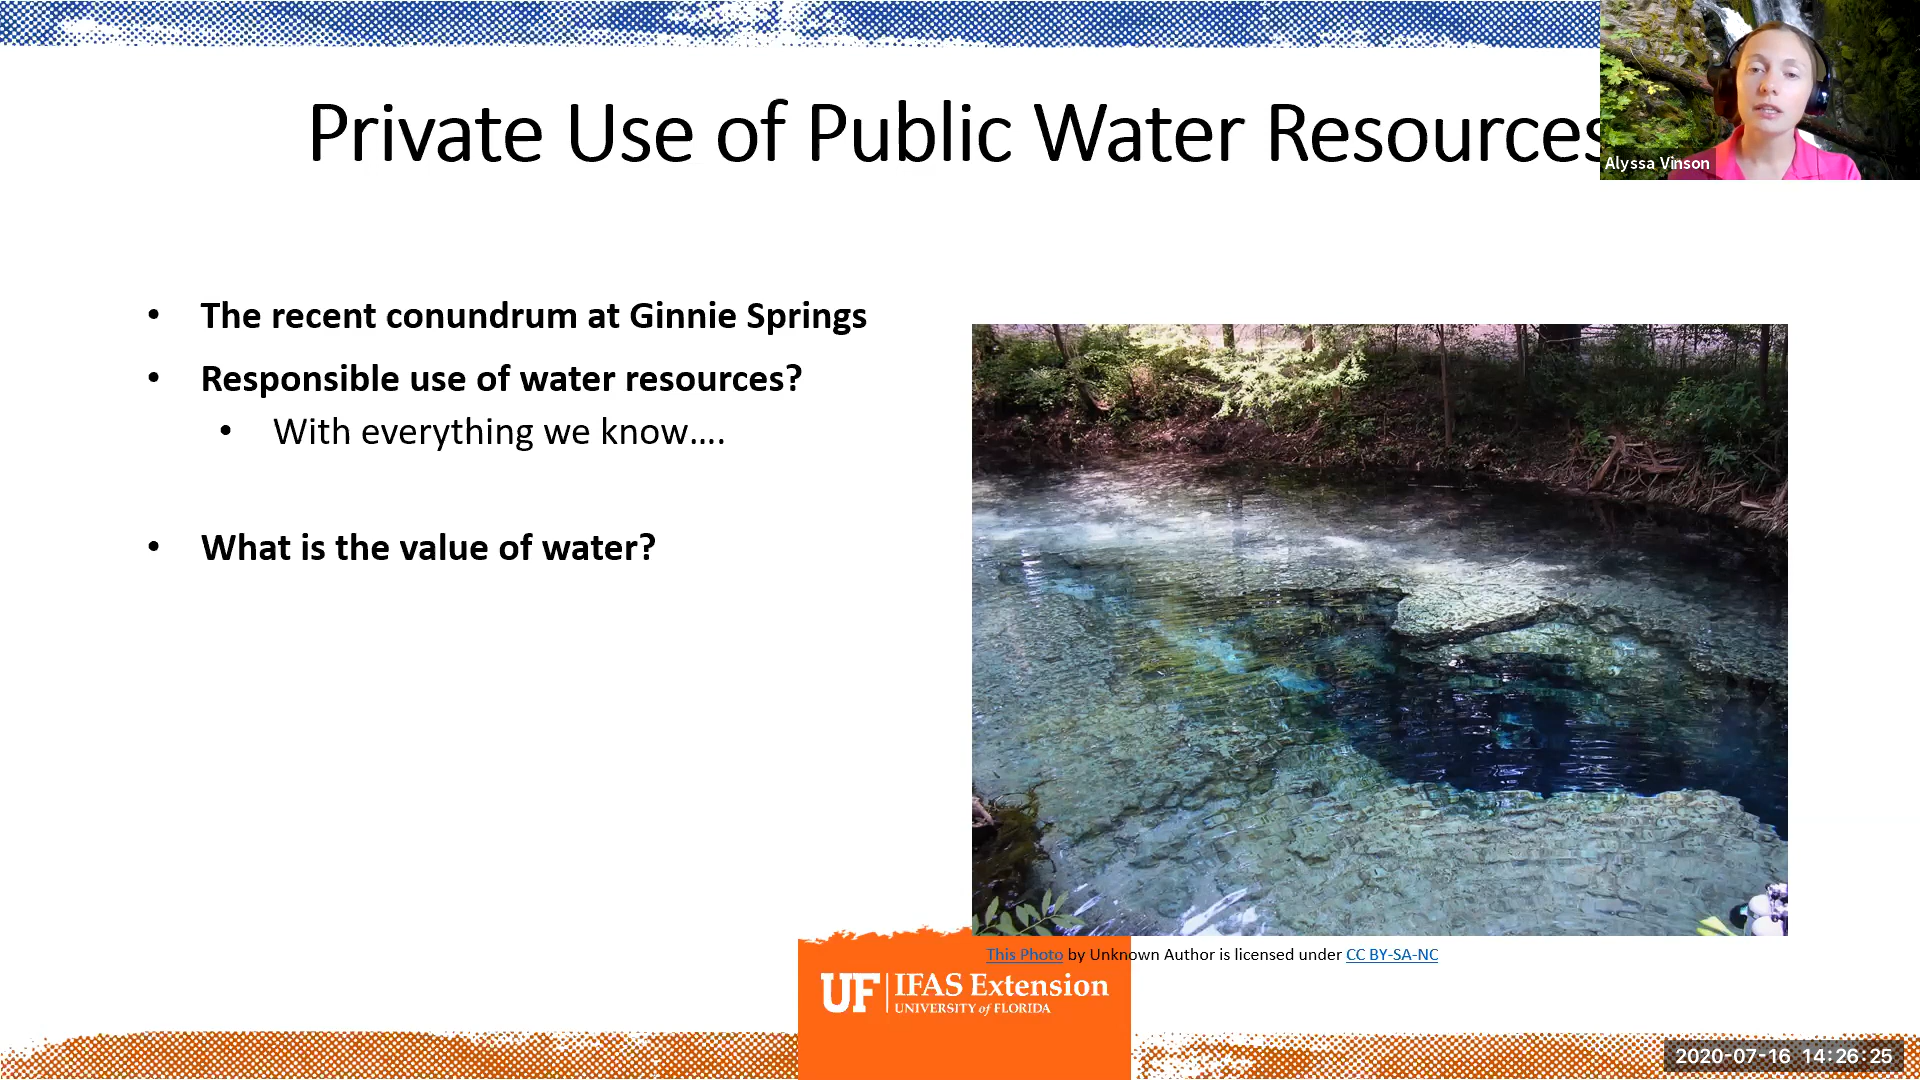 Private Use of Public Water Resources
Alyssa Vinson
• The recent conundrum at Ginnie Springs
• Responsible use of water resources?
• With everything we know....
• What is the value of water?
This Photo by Unknown Author is licensed under CC BY-SA-NC
UF IFAS Extension
UNIVERSITY of FLORIDA
2020-07-16 14:26:25